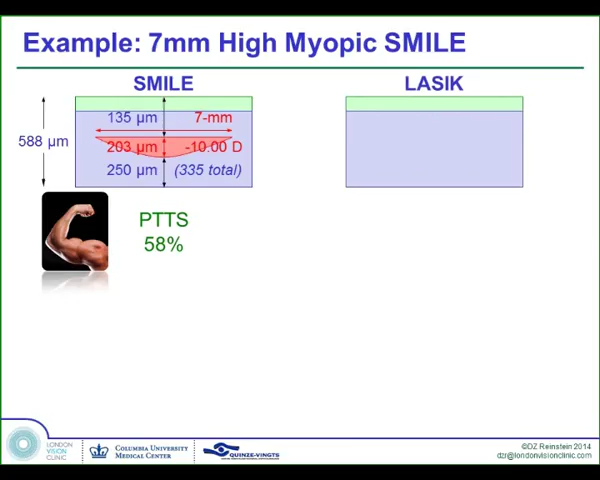 Example: 7mm High Myopic SMILE
SMILE
LASIK
135 µm
7-mm
588 µm
203 µm
-10.00 D
250 µm
(335 total)
PTTS
58%
LONDON
VISION
CLINIC
COLUMBIA UNIVERSITY
MEDICAL CENTER
QUINZE-VINGTS
©DZ Reinstein 2014
dzr@londonvisionclinic.com